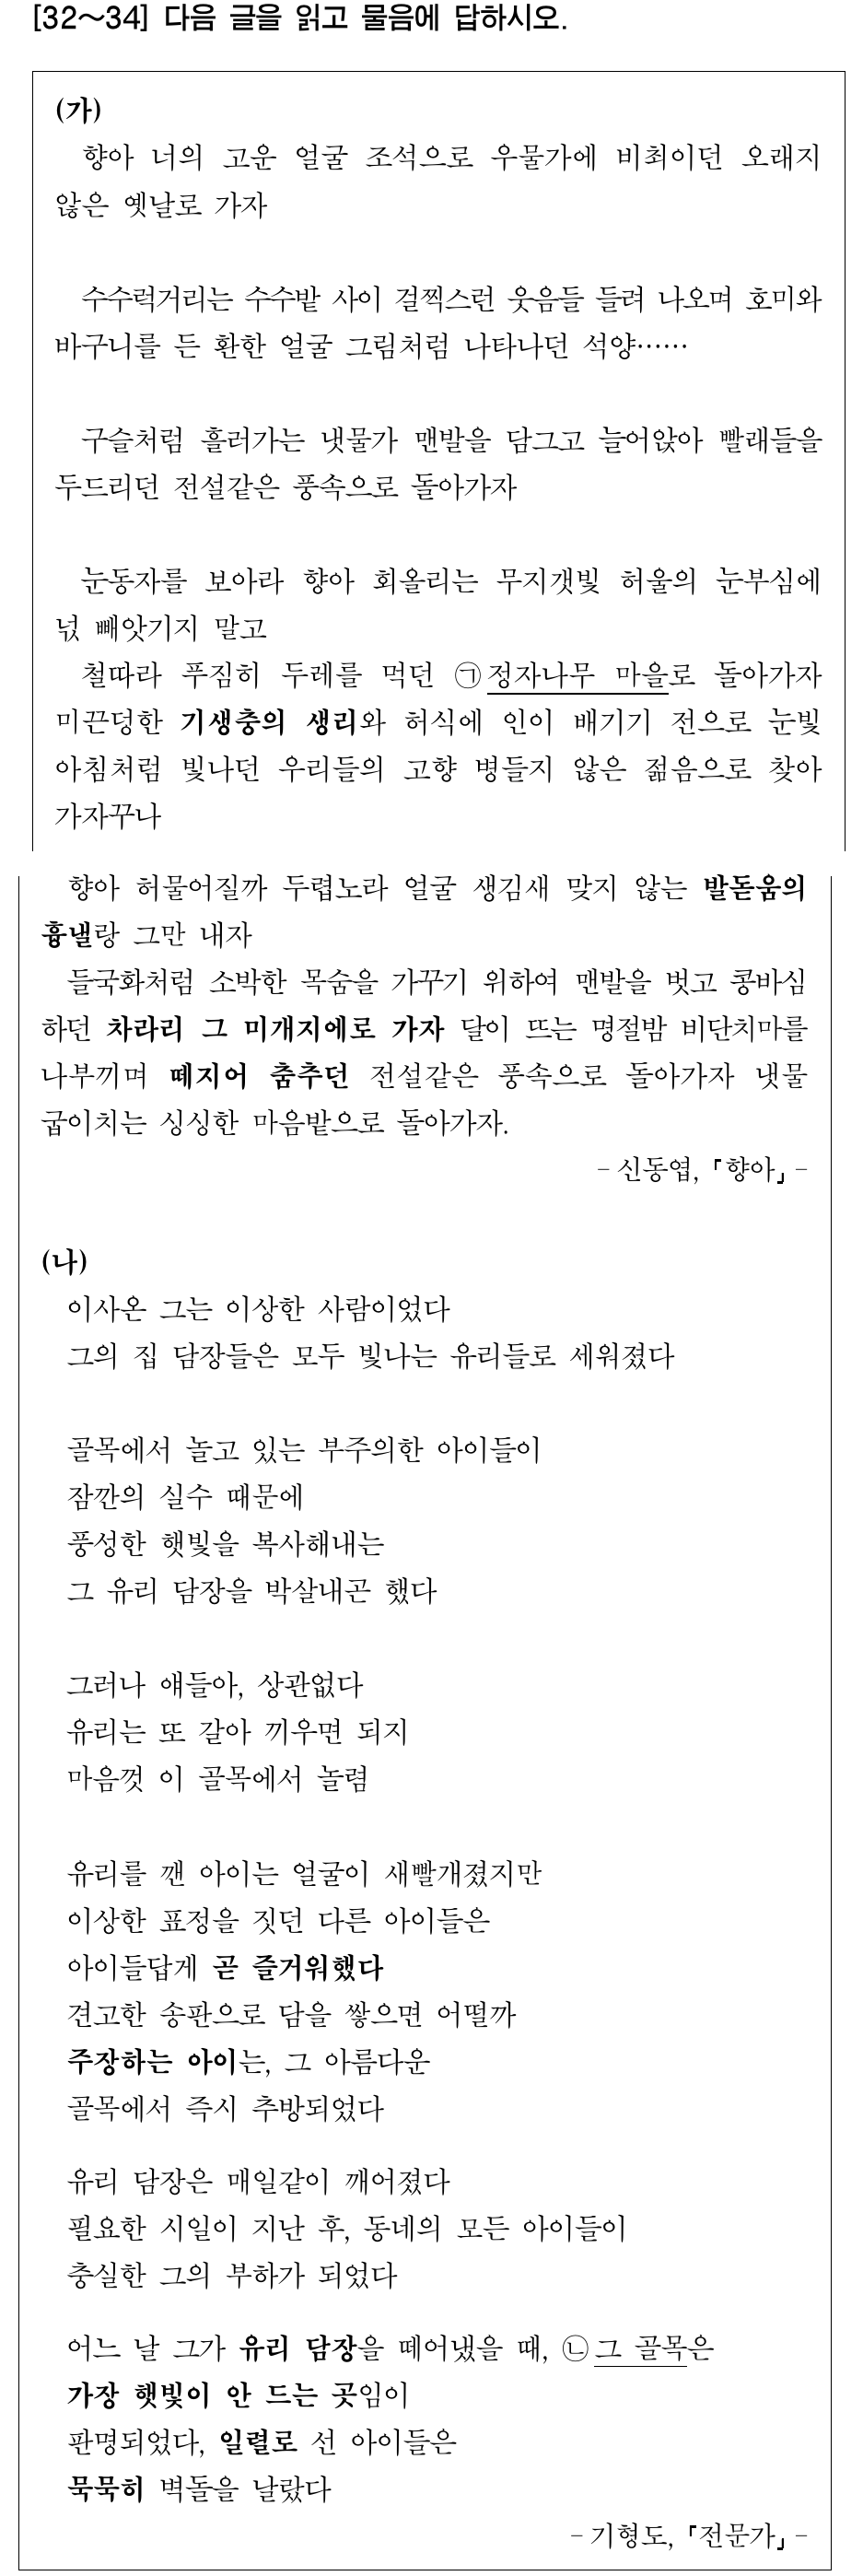 [32～34] 다음 글을 읽고 물음에 답하시오.
(가)
향아 너의 고운 얼굴 조석으로 우물가에 비최이던 오래지
않은 옛날로 가자
수수럭거리는 수수밭 사이 걸찍스런 웃음들 들려 나오며 호미와
바구니를 든 환한 얼굴 그림처럼 나타나던 석양……
구슬처럼 흘러가는 냇물가 맨발을 담그고 늘어앉아 빨래들을
두드리던 전설같은 풍속으로 돌아가자
눈동자를 보아라 향아 회올리는 무지갯빛 허울의 눈부심에
넋 빼앗기지 말고
철따라 푸짐히 두레를 먹던 ㉠정자나무 마을로 돌아가자
미끈덩한 기생충의 생리와 허식에 인이 배기기 전으로 눈빛
아침처럼 빛나던 우리들의 고향 병들지 않은 젊음으로 찾아
가자꾸나
향아 허물어질까 두렵노라 얼굴 생김새 맞지 않는 발돋움의
흉낼랑 그만 내자
들국화처럼 소박한 목숨을 가꾸기 위하여 맨발을 벗고 콩바심
하던 차라리 그 미개지에로 가자 달이 뜨는 명절밤 비단치마를
나부끼며 떼지어 춤추던 전설같은 풍속으로 돌아가자 냇물
굽이치는 싱싱한 마음밭으로 돌아가자.
- 신동엽, 「향아」 -
(나)
이사온 그는 이상한 사람이었다
그의 집 담장들은 모두 빛나는 유리들로 세워졌다
골목에서 놀고 있는 부주의한 아이들이
잠깐의 실수 때문에
풍성한 햇빛을 복사해내는
그 유리 담장을 박살내곤 했다
그러나 얘들아, 상관없다
유리는 또 갈아 끼우면 되지
마음껏 이 골목에서 놀렴
유리를 깬 아이는 얼굴이 새빨개졌지만
이상한 표정을 짓던 다른 아이들은
아이들답게 곧 즐거워했다
견고한 송판으로 담을 쌓으면 어떨까
주장하는 아이는, 그 아름다운
골목에서 즉시 추방되었다
유리 담장은 매일같이 깨어졌다
필요한 시일이 지난 후, 동네의 모든 아이들이
충실한 그의 부하가 되었다
어느 날 그가 유리 담장을 떼어냈을 때, ㉡그 골목은
가장 햇빛이 안 드는 곳임이
판명되었다, 일렬로 선 아이들은
묵묵히 벽돌을 날랐다
- 기형도, 「전문가」 -